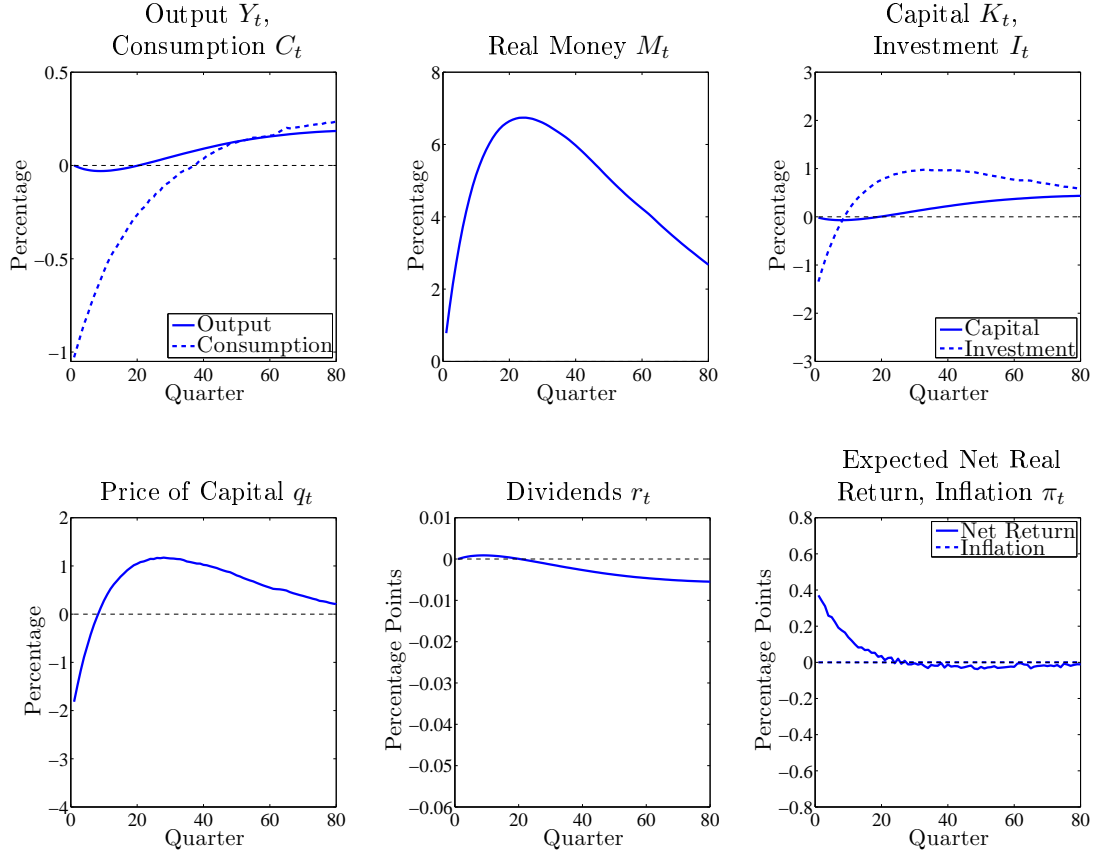 Output Y_t,
Consumption C_t
Percentage
0.5
0
−0.5
−1
Output
Consumption
0 20 40 60 80
Quarter
Real Money M_t
Percentage
8
6
4
2
0
0 20 40 60 80
Quarter
Capital K_t,
Investment I_t
Percentage
3
2
1
0
−1
−2
−3
Capital
Investment
0 20 40 60 80
Quarter
Price of Capital q_t
Percentage
2
1
0
−1
−2
−3
−4
0 20 40 60 80
Quarter
Dividends r_t
Percentage Points
0.01
0
−0.01
−0.02
−0.03
−0.04
−0.05
−0.06
0 20 40 60 80
Quarter
Expected Net Real
Return, Inflation π_t
Percentage Points
0.8
0.6
0.4
0.2
0
−0.2
−0.4
−0.6
−0.8
Net Return
Inflation
0 20 40 60 80
Quarter